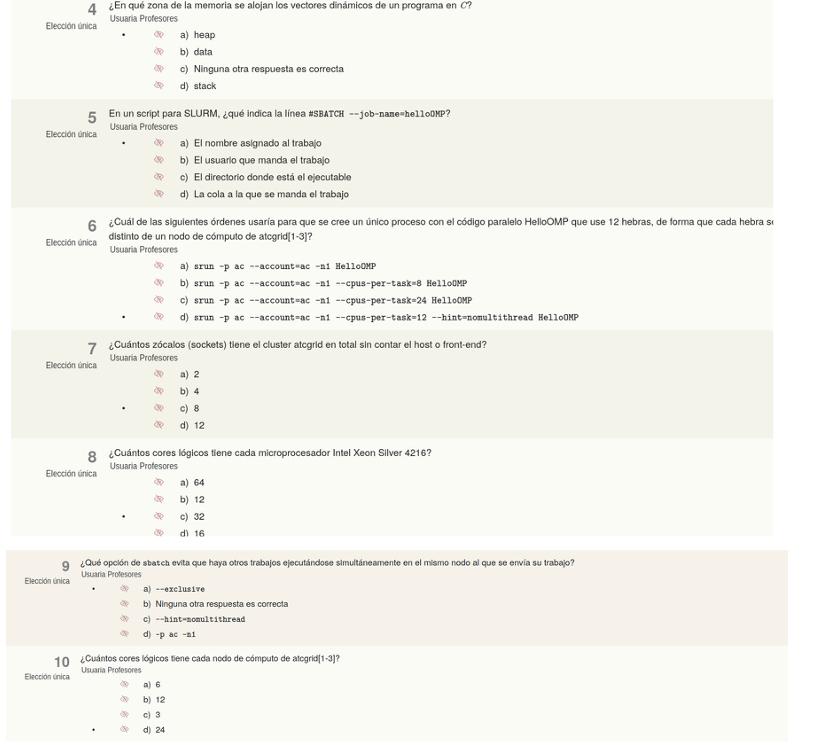 4 ¿En qué zona de la memoria se alojan los vectores dinámicos de un programa en C?
Elección única
Usuaria Profesores
• a) heap
b) data
c) Ninguna otra respuesta es correcta
d) stack
5 En un script para SLURM, ¿qué indica la línea #SBATCH --job-name=helloOMP?
Elección única
Usuaria Profesores
• a) El nombre asignado al trabajo
b) El usuario que manda el trabajo
c) El directorio donde está el ejecutable
d) La cola a la que se manda el trabajo
6 ¿Cuál de las siguientes órdenes usaría para que se cree un único proceso con el código paralelo HelloOMP que use 12 hebras, de forma que cada hebra se
Elección única
distinto de un nodo de cómputo de atcgrid[1-3]?
Usuaria Profesores
a) srun -p ac --account=ac -n1 HelloOMP
b) srun -p ac --account=ac -n1 --cpus-per-task=8 HelloOMP
c) srun -p ac --account=ac -n1 --cpus-per-task=24 HelloOMP
• d) srun -p ac --account=ac -n1 --cpus-per-task=12 --hint=nomultithread HelloOMP
7 ¿Cuántos zócalos (sockets) tiene el cluster atcgrid en total sin contar el host o front-end?
Elección única
Usuaria Profesores
a) 2
b) 4
• c) 8
d) 12
8 ¿Cuántos cores lógicos tiene cada microprocesador Intel Xeon Silver 4216?
Elección única
Usuaria Profesores
a) 64
b) 12
• c) 32
d) 16
9 ¿Qué opción de sbatch evita que haya otros trabajos ejecutándose simultáneamente en el mismo nodo al que se envía su trabajo?
Elección única
Usuaria Profesores
• a) --exclusive
b) Ninguna otra respuesta es correcta
c) --hint=nomultithread
d) -p ac -n1
10 ¿Cuántos cores lógicos tiene cada nodo de cómputo de atcgrid[1-3]?
Elección única
Usuaria Profesores
a) 6
b) 12
c) 3
• d) 24